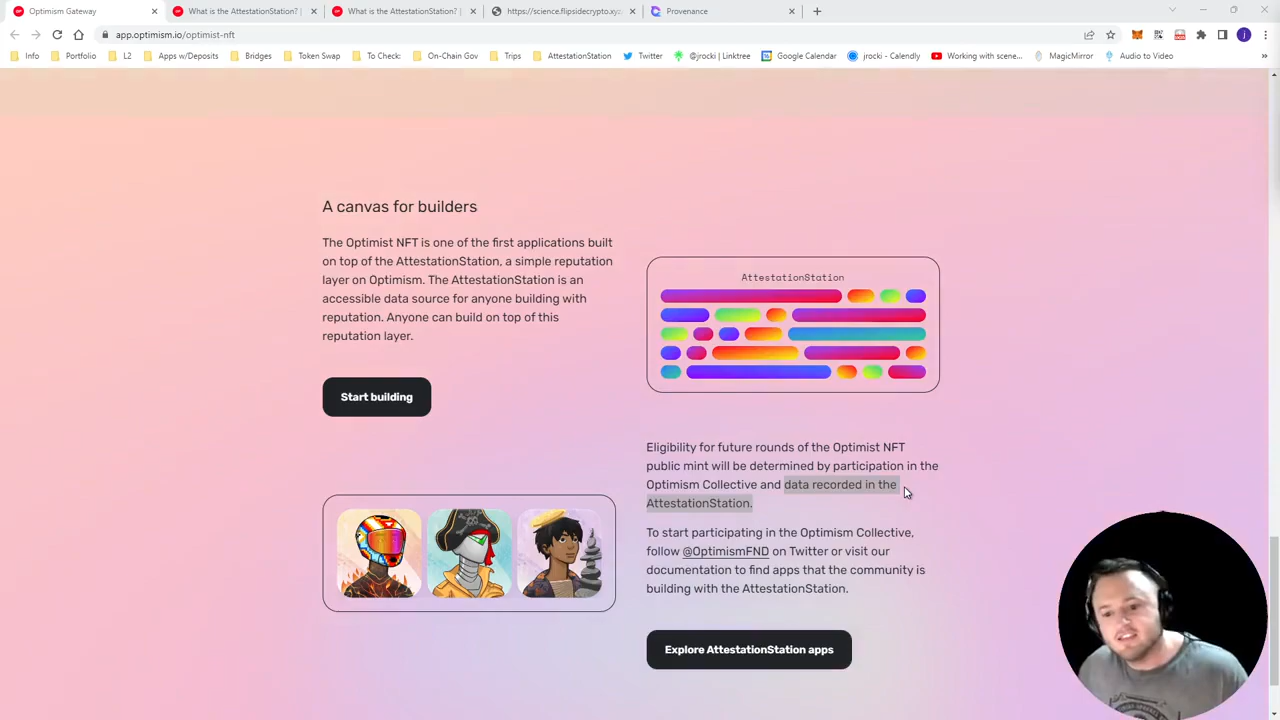 Optimism Gateway
What is the AttestationStation? |
What is the AttestationStation? |
https://science.flipsidecrypto.xyz
Provenance
app.optimism.io/optimist-nft
Info
Portfolio
L2
Apps w/Deposits
Bridges
Token Swap
To Check:
On-Chain Gov
Trips
AttestationStation
Twitter
@jrocki | Linktree
Google Calendar
jrocki - Calendly
Working with scene...
MagicMirror
Audio to Video
A canvas for builders
The Optimist NFT is one of the first applications built
on top of the AttestationStation, a simple reputation
layer on Optimism. The AttestationStation is an
accessible data source for anyone building with
reputation. Anyone can build on top of this
reputation layer.
Start building
AttestationStation
Eligibility for future rounds of the Optimist NFT
public mint will be determined by participation in the
Optimism Collective and data recorded in the
AttestationStation.
To start participating in the Optimism Collective,
follow @OptimismFND on Twitter or visit our
documentation to find apps that the community is
building with the AttestationStation.
Explore AttestationStation apps